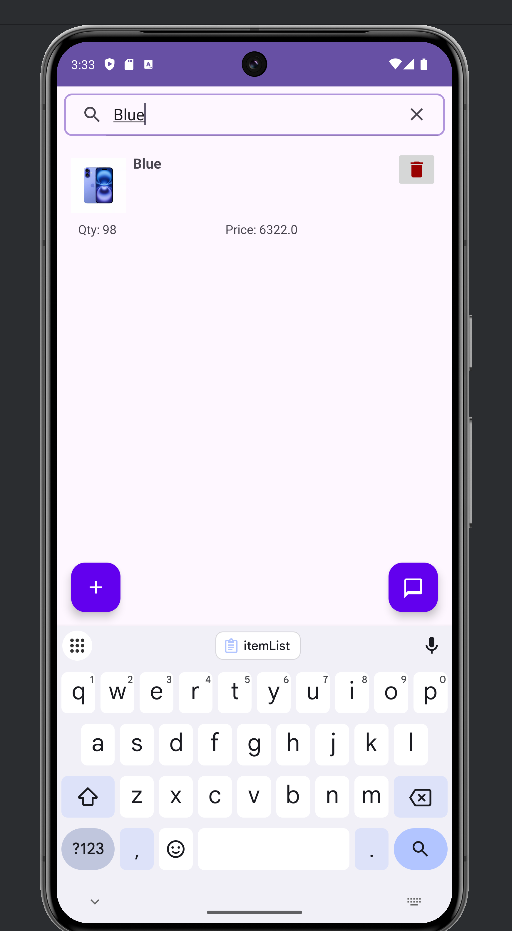 3:33
Blue
Blue
Qty: 98
Price: 6322.0
itemList
q1 w2 e3 r4 t5 y6 u7 i8 o9 p0
a s d f g h j k l
z x c v b n m
?123 , .